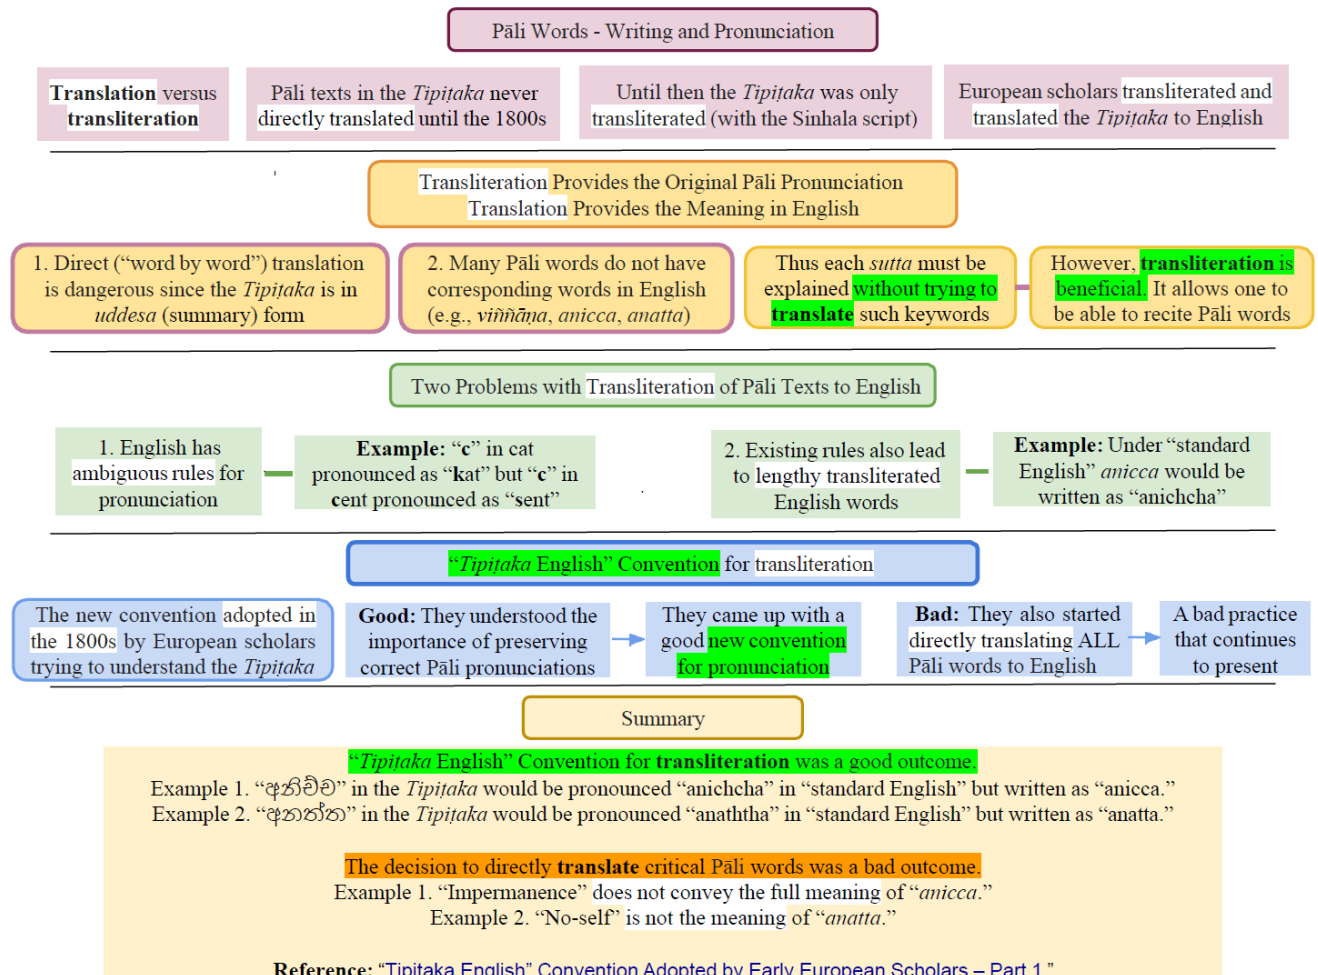 Pāli Words - Writing and Pronunciation
Translation versus
transliteration
Pāli texts in the Tipiṭaka never
directly translated until the 1800s
Until then the Tipiṭaka was only
transliterated (with the Sinhala script)
European scholars transliterated and
translated the Tipiṭaka to English
Transliteration Provides the Original Pāli Pronunciation
Translation Provides the Meaning in English
1. Direct (“word by word”) translation
is dangerous since the Tipiṭaka is in
uddesa (summary) form
2. Many Pāli words do not have
corresponding words in English
(e.g., viññāṇa, anicca, anatta)
Thus each sutta must be
explained without trying to
translate such keywords
However, transliteration is
beneficial. It allows one to
be able to recite Pāli words
Two Problems with Transliteration of Pāli Texts to English
1. English has
ambiguous rules for
pronunciation
Example: “c” in cat
pronounced as “kat” but “c” in
cent pronounced as “sent”
2. Existing rules also lead
to lengthy transliterated
English words
Example: Under “standard
English” anicca would be
written as “anichcha”
“Tipiṭaka English” Convention for transliteration
The new convention adopted in
the 1800s by European scholars
trying to understand the Tipiṭaka
Good: They understood the
importance of preserving
correct Pāli pronunciations
They came up with a
good new convention
for pronunciation
Bad: They also started
directly translating ALL
Pāli words to English
A bad practice
that continues
to present
Summary
“Tipiṭaka English” Convention for transliteration was a good outcome.
Example 1. “අනිච්ච” in the Tipiṭaka would be pronounced “anichcha” in “standard English” but written as “anicca.”
Example 2. “අනත්ත” in the Tipiṭaka would be pronounced “anaththa” in “standard English” but written as “anatta.”
The decision to directly translate critical Pāli words was a bad outcome.
Example 1. “Impermanence” does not convey the full meaning of “anicca.”
Example 2. “No-self” is not the meaning of “anatta.”
Reference: “Tipiṭaka English” Convention Adopted by Early European Scholars – Part 1.”